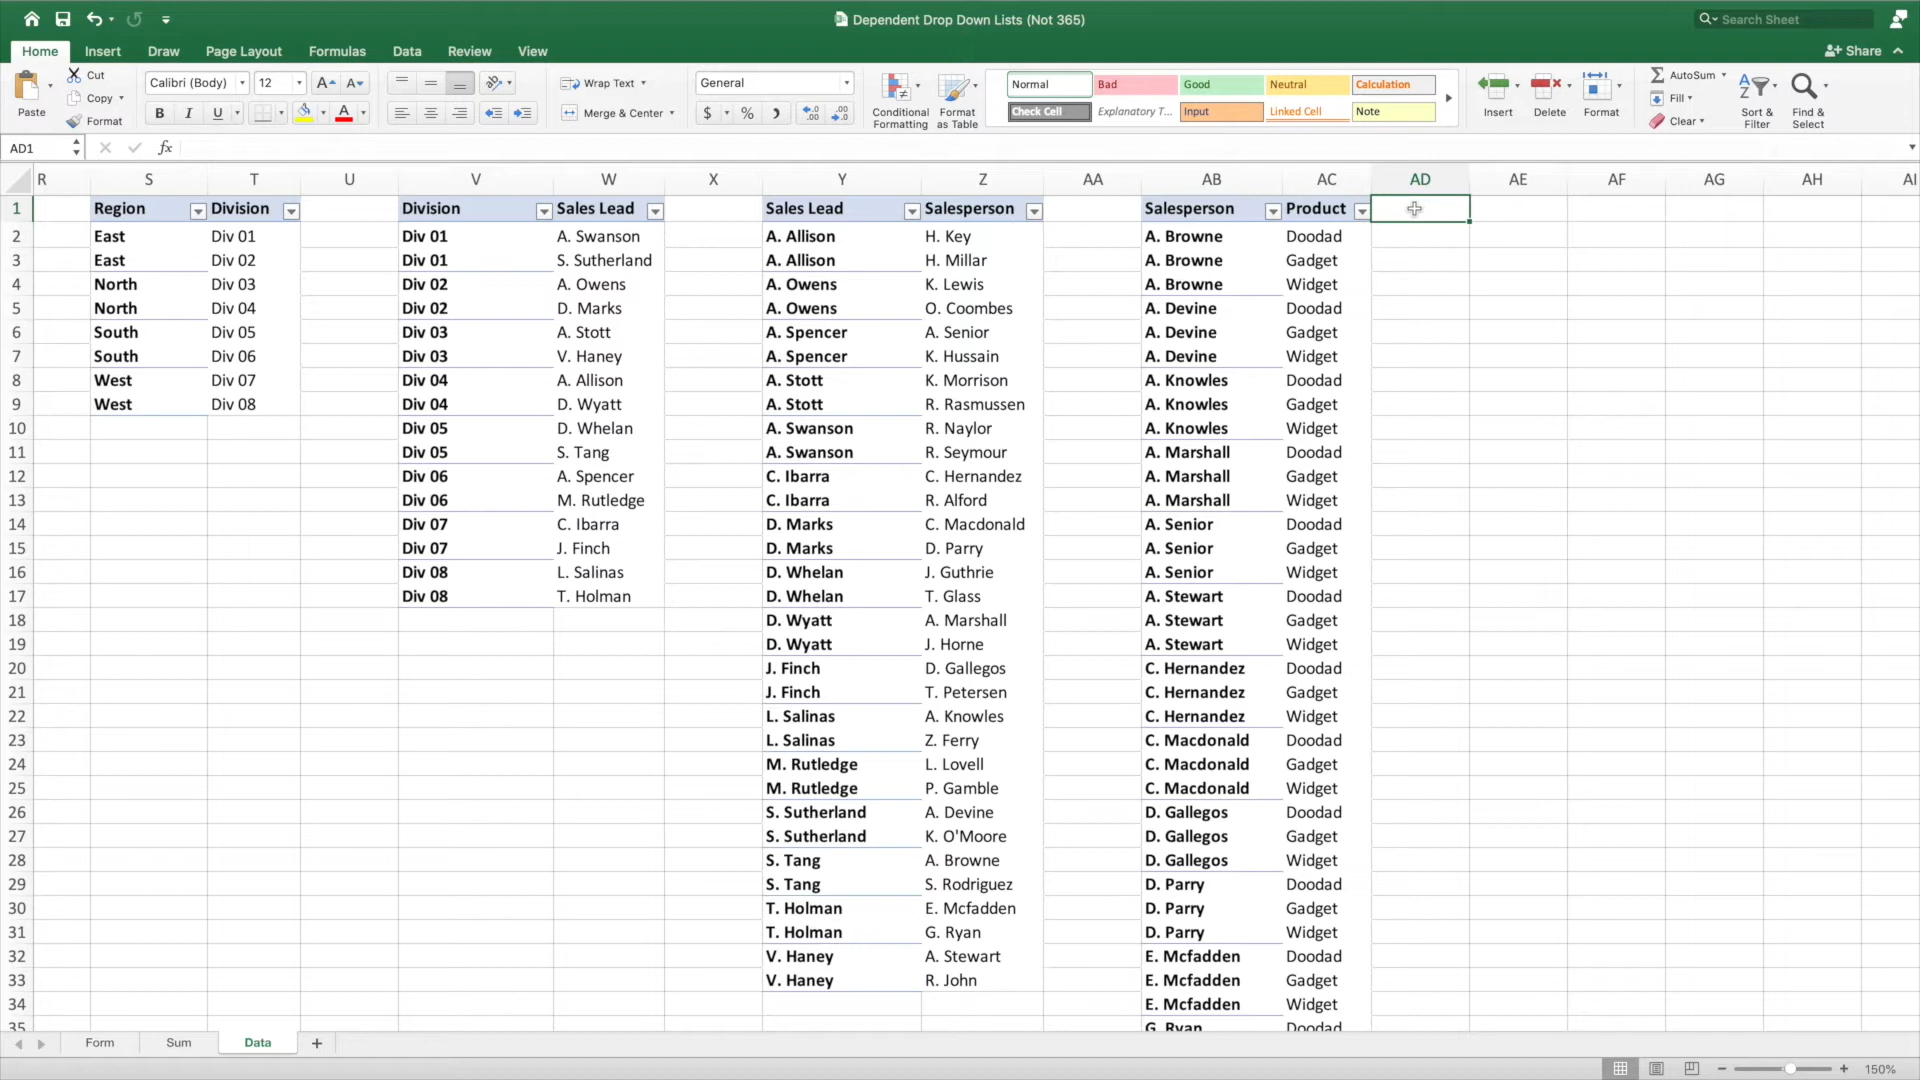 Dependent Drop Down Lists (Not 365)
Search Sheet
Home Insert Draw Page Layout Formulas Data Review View
Share
Paste
Cut
Copy
Format
Calibri (Body) 12
B I U
Wrap Text
Merge & Center
General
$ % )
Conditional Formatting
Format as Table
Normal Bad Good Neutral Calculation
Check Cell Explanatory T... Input Linked Cell Note
Insert Delete Format
AutoSum
Fill
Clear
Sort & Filter
Find & Select
AD1 fx
R S T U V W X Y Z AA AB AC AD AE AF AG AH AI
1 Region Division Division Sales Lead Sales Lead Salesperson Salesperson Product
2 East Div 01 Div 01 A. Swanson A. Allison H. Key A. Browne Doodad
3 East Div 02 Div 01 S. Sutherland A. Allison H. Millar A. Browne Gadget
4 North Div 03 Div 02 A. Owens A. Owens K. Lewis A. Browne Widget
5 North Div 04 Div 02 D. Marks A. Owens O. Coombes A. Devine Doodad
6 South Div 05 Div 03 A. Stott A. Spencer A. Senior A. Devine Gadget
7 South Div 06 Div 03 V. Haney A. Spencer K. Hussain A. Devine Widget
8 West Div 07 Div 04 A. Allison A. Stott K. Morrison A. Knowles Doodad
9 West Div 08 Div 04 D. Wyatt A. Stott R. Rasmussen A. Knowles Gadget
10 Div 05 D. Whelan A. Swanson R. Naylor A. Knowles Widget
11 Div 05 S. Tang A. Swanson R. Seymour A. Marshall Doodad
12 Div 06 A. Spencer C. Ibarra C. Hernandez A. Marshall Gadget
13 Div 06 M. Rutledge C. Ibarra R. Alford A. Marshall Widget
14 Div 07 C. Ibarra D. Marks C. Macdonald A. Senior Doodad
15 Div 07 J. Finch D. Marks D. Parry A. Senior Gadget
16 Div 08 L. Salinas D. Whelan J. Guthrie A. Senior Widget
17 Div 08 T. Holman D. Whelan T. Glass A. Stewart Doodad
18 D. Wyatt A. Marshall A. Stewart Gadget
19 D. Wyatt J. Horne A. Stewart Widget
20 J. Finch D. Gallegos C. Hernandez Doodad
21 J. Finch T. Petersen C. Hernandez Gadget
22 L. Salinas A. Knowles C. Hernandez Widget
23 L. Salinas Z. Ferry C. Macdonald Doodad
24 M. Rutledge L. Lovell C. Macdonald Gadget
25 M. Rutledge P. Gamble C. Macdonald Widget
26 S. Sutherland A. Devine D. Gallegos Doodad
27 S. Sutherland K. O'Moore D. Gallegos Gadget
28 S. Tang A. Browne D. Gallegos Widget
29 S. Tang S. Rodriguez D. Parry Doodad
30 T. Holman E. Mcfadden D. Parry Gadget
31 T. Holman G. Ryan D. Parry Widget
32 V. Haney A. Stewart E. Mcfadden Doodad
33 V. Haney R. John E. Mcfadden Gadget
34 E. Mcfadden Widget
35 G. Ryan Doodad
Form Sum Data +
150%